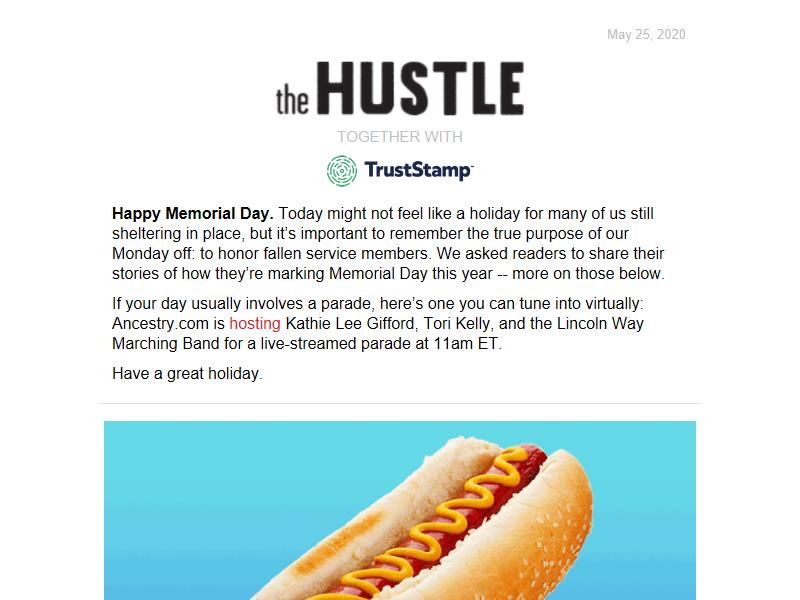 May 25, 2020
the HUSTLE
TOGETHER WITH
TrustStamp™
Happy Memorial Day. Today might not feel like a holiday for many of us still
sheltering in place, but it’s important to remember the true purpose of our
Monday off: to honor fallen service members. We asked readers to share their
stories of how they’re marking Memorial Day this year -- more on those below.
If your day usually involves a parade, here’s one you can tune into virtually:
Ancestry.com is hosting Kathie Lee Gifford, Tori Kelly, and the Lincoln Way
Marching Band for a live-streamed parade at 11am ET.
Have a great holiday.